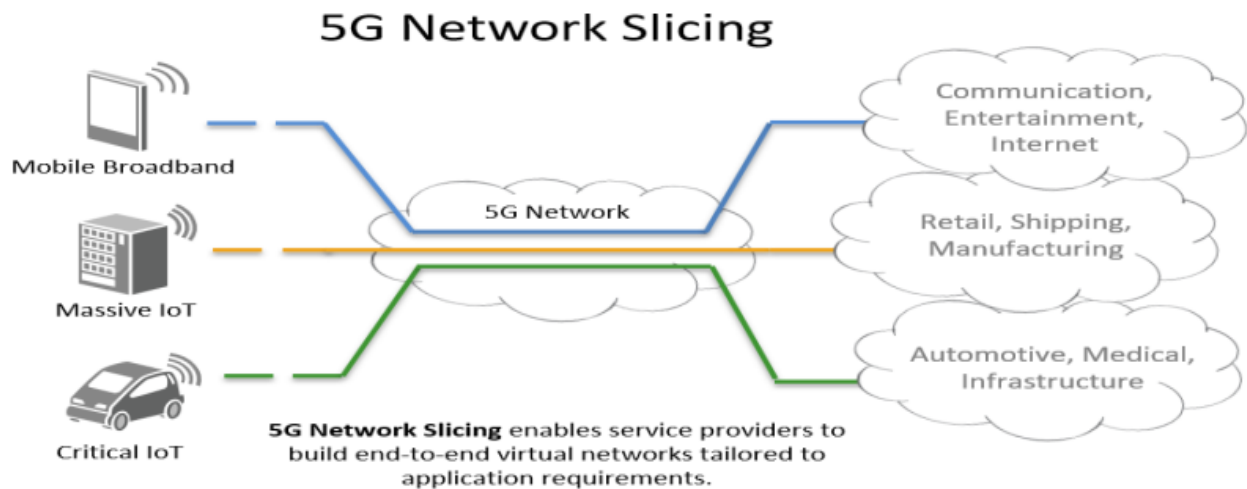 5G Network Slicing
Mobile Broadband
Communication,
Entertainment,
Internet
5G Network
Massive IoT
Retail, Shipping,
Manufacturing
Critical IoT
Automotive, Medical,
Infrastructure
5G Network Slicing enables service providers to
build end-to-end virtual networks tailored to
application requirements.